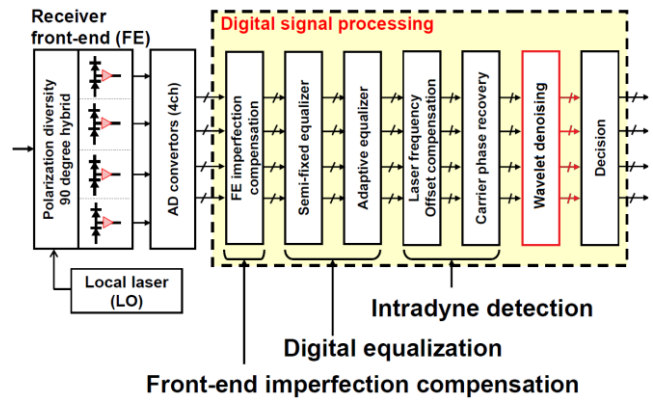 Receiver
front-end (FE)
Digital signal processing
Polarization diversity
90 degree hybrid
AD convertors (4ch)
FE imperfection
compensation
Semi-fixed equalizer
Adaptive equalizer
Laser frequency
Offset compensation
Carrier phase recovery
Wavelet denoising
Decision
Local laser
(LO)
Intradyne detection
Digital equalization
Front-end imperfection compensation